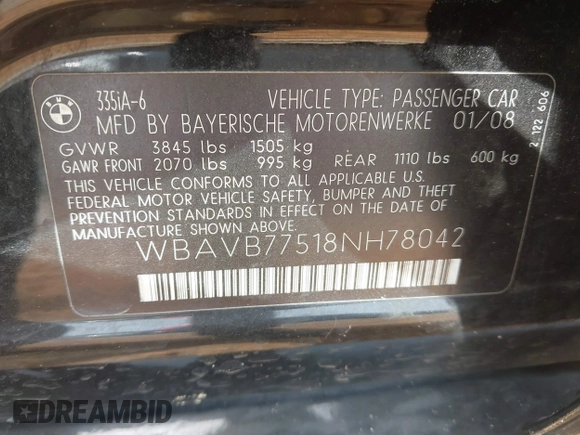 BMW
335iA-6 VEHICLE TYPE: PASSENGER CAR
MFD BY BAYERISCHE MOTORENWERKE 01/08
GVWR 3845 lbs 1505 kg
GAWR FRONT 2070 lbs 995 kg REAR 1110 lbs 600 kg
THIS VEHICLE CONFORMS TO ALL APPLICABLE U.S.
FEDERAL MOTOR VEHICLE SAFETY, BUMPER AND THEFT
PREVENTION STANDARDS IN EFFECT ON THE DATE OF
MANUFACTURE SHOWN ABOVE.
WBAVB77518NH78042
2 122 606
DREAMBID